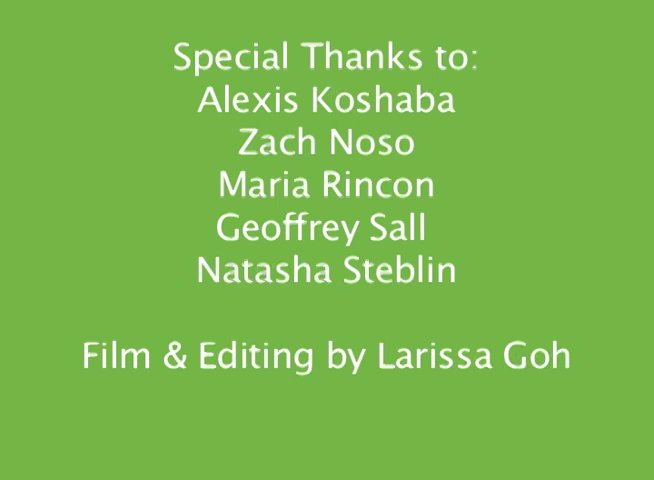 Special Thanks to:
Alexis Koshaba
Zach Noso
Maria Rincon
Geoffrey Sall
Natasha Steblin
Film & Editing by Larissa Goh